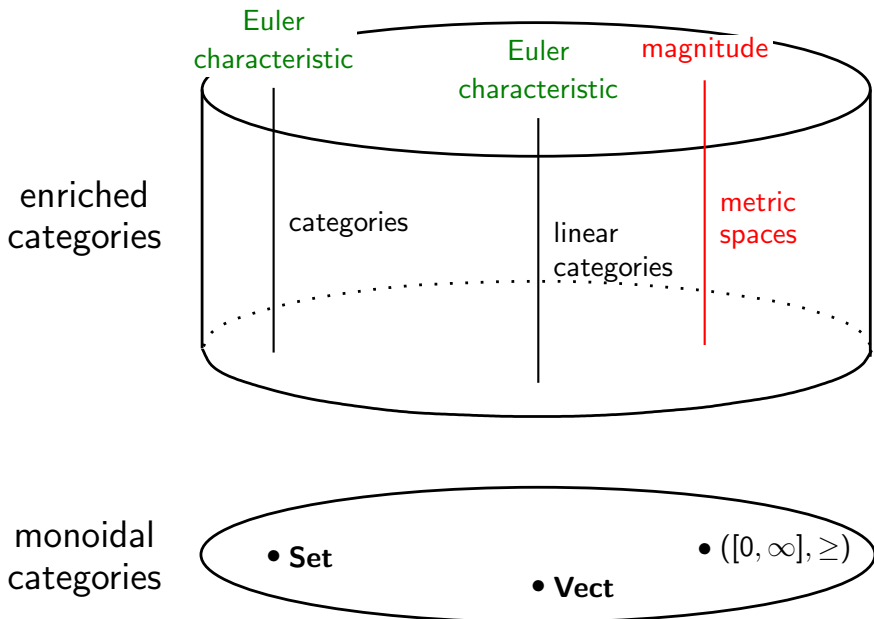 Euler
characteristic
Euler
characteristic
magnitude
enriched
categories
categories
linear
categories
metric
spaces
monoidal
categories
Set
Vect
([0, ∞], ≥)